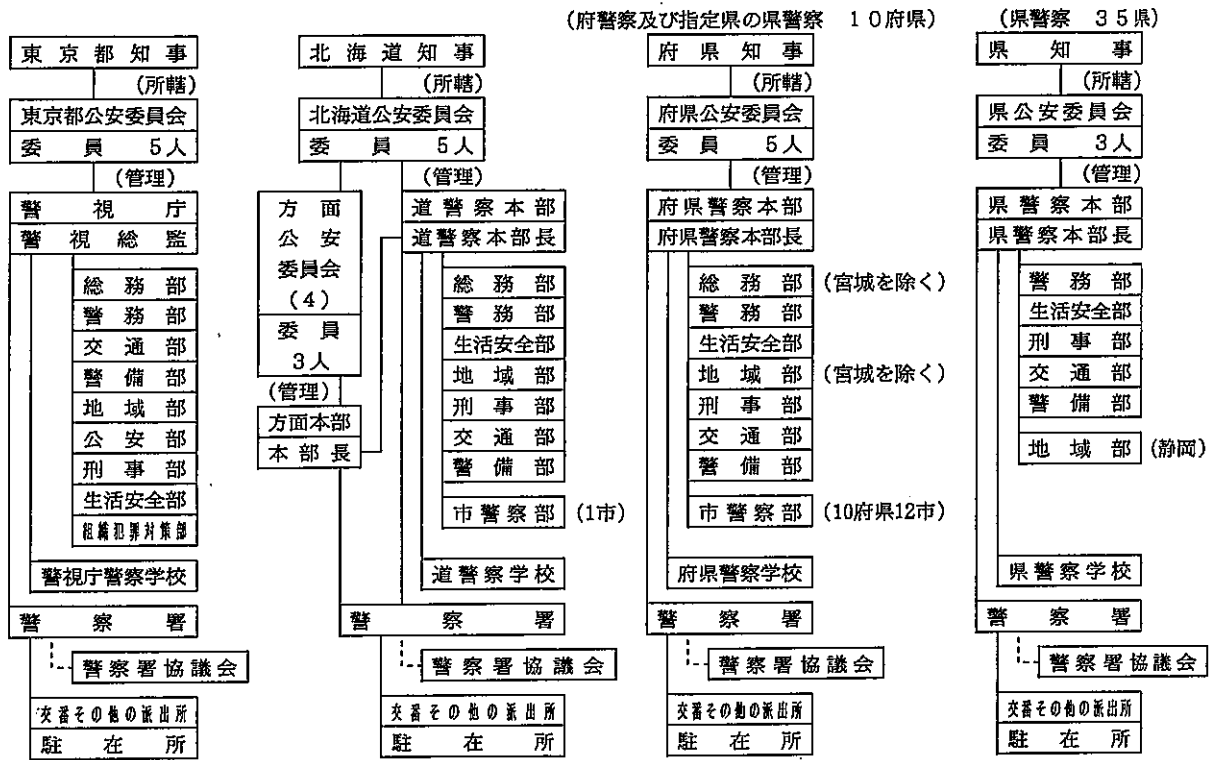 東京都知事
(所轄)
東京都公安委員会
委員 5人
(管理)
警視庁
警視総監
総務部
警務部
交通部
警備部
地域部
公安部
刑事部
生活安全部
組織犯罪対策部
警視庁警察学校
警察署
警察署協議会
交番その他の派出所
駐在所
北海道知事
(所轄)
北海道公安委員会
委員 5人
(管理)
方面
公安
委員会
(4)
委員
3人
(管理)
方面本部
本部長
道警察本部
道警察本部長
総務部
警務部
生活安全部
地域部
刑事部
交通部
警備部
市警察部 (1市)
道警察学校
警察署
警察署協議会
交番その他の派出所
駐在所
(府警察及び指定県の県警察 10府県)
府県知事
(所轄)
府県公安委員会
委員 5人
(管理)
府県警察本部
府県警察本部長
総務部 (宮城を除く)
警務部
生活安全部
地域部 (宮城を除く)
刑事部
交通部
警備部
市警察部 (10府県12市)
府県警察学校
警察署
警察署協議会
交番その他の派出所
駐在所
(県警察 35県)
県知事
(所轄)
県公安委員会
委員 3人
(管理)
県警察本部
県警察本部長
警務部
生活安全部
刑事部
交通部
警備部
地域部 (静岡)
県警察学校
警察署
警察署協議会
交番その他の派出所
駐在所